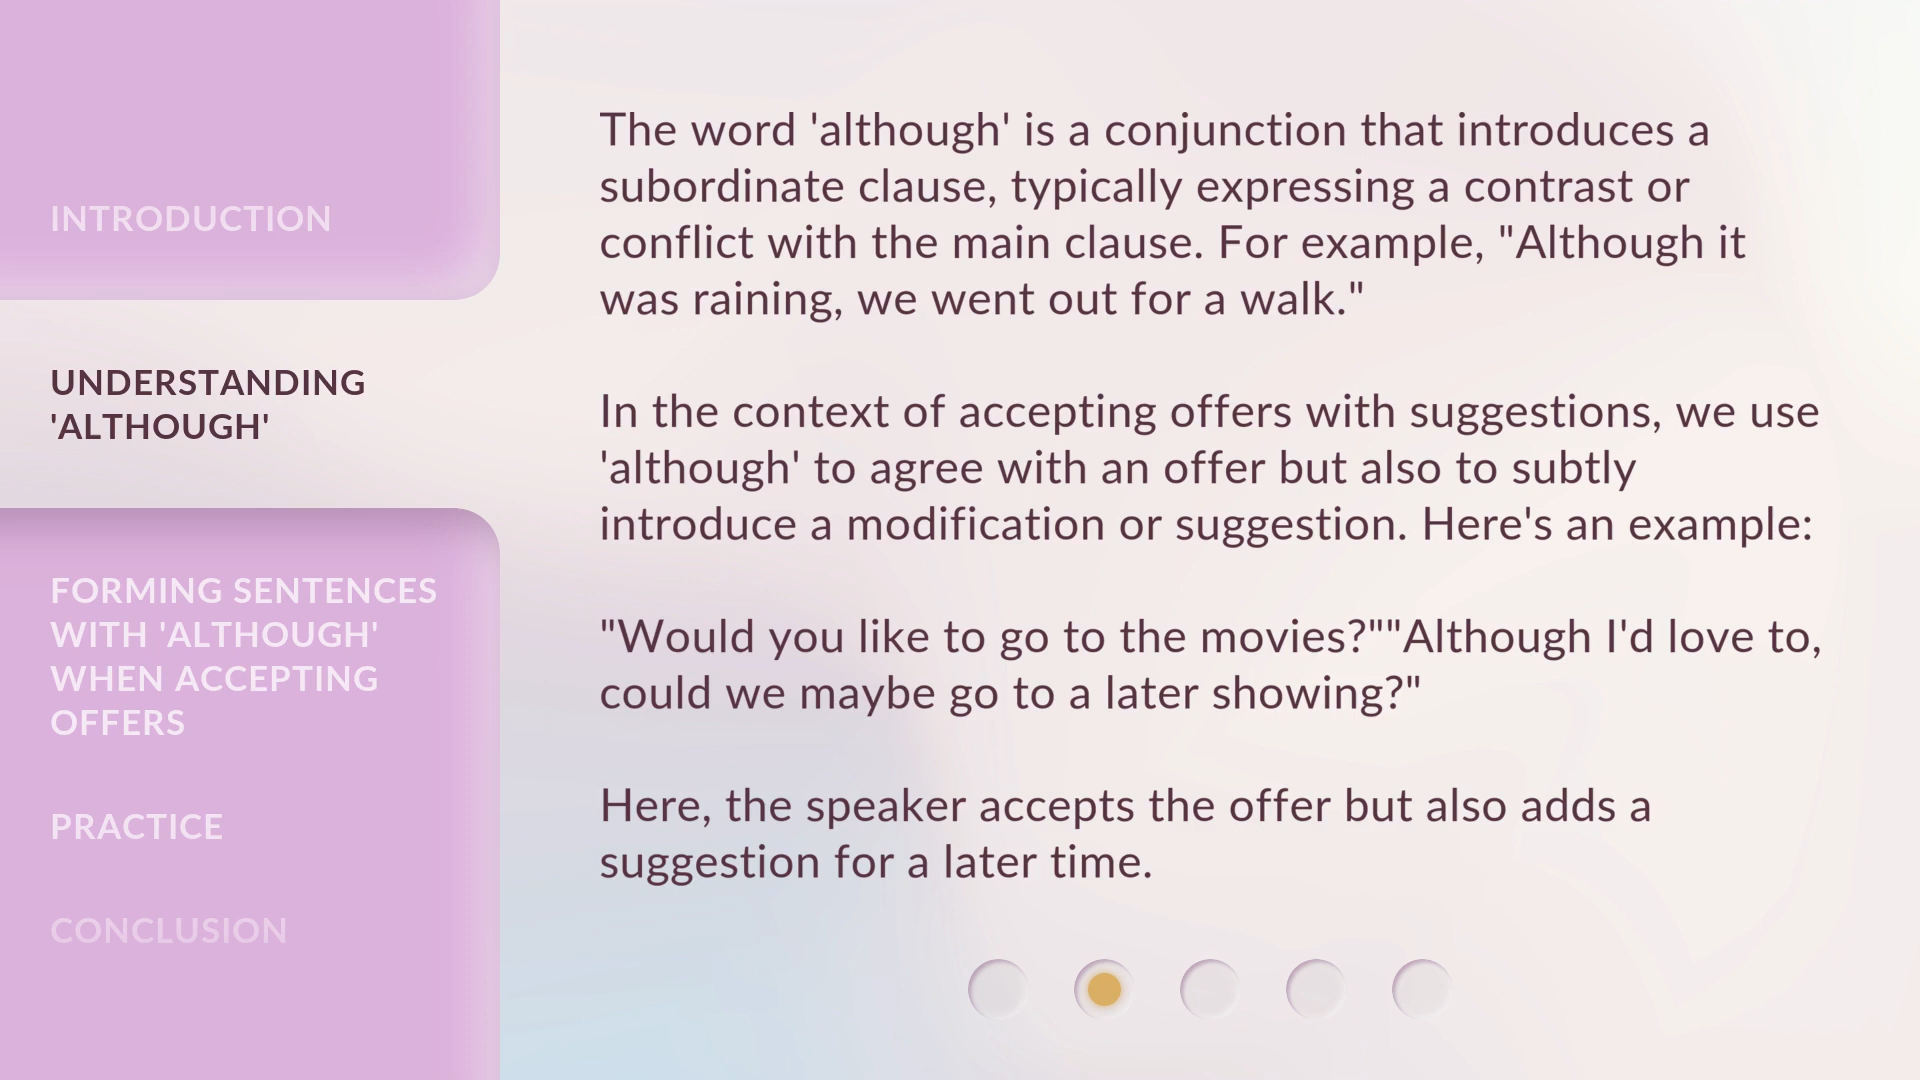 INTRODUCTION
UNDERSTANDING
'ALTHOUGH'
FORMING SENTENCES
WITH 'ALTHOUGH'
WHEN ACCEPTING
OFFERS
PRACTICE
CONCLUSION
The word 'although' is a conjunction that introduces a
subordinate clause, typically expressing a contrast or
conflict with the main clause. For example, "Although it
was raining, we went out for a walk."
In the context of accepting offers with suggestions, we use
'although' to agree with an offer but also to subtly
introduce a modification or suggestion. Here's an example:
"Would you like to go to the movies?""Although I'd love to,
could we maybe go to a later showing?"
Here, the speaker accepts the offer but also adds a
suggestion for a later time.